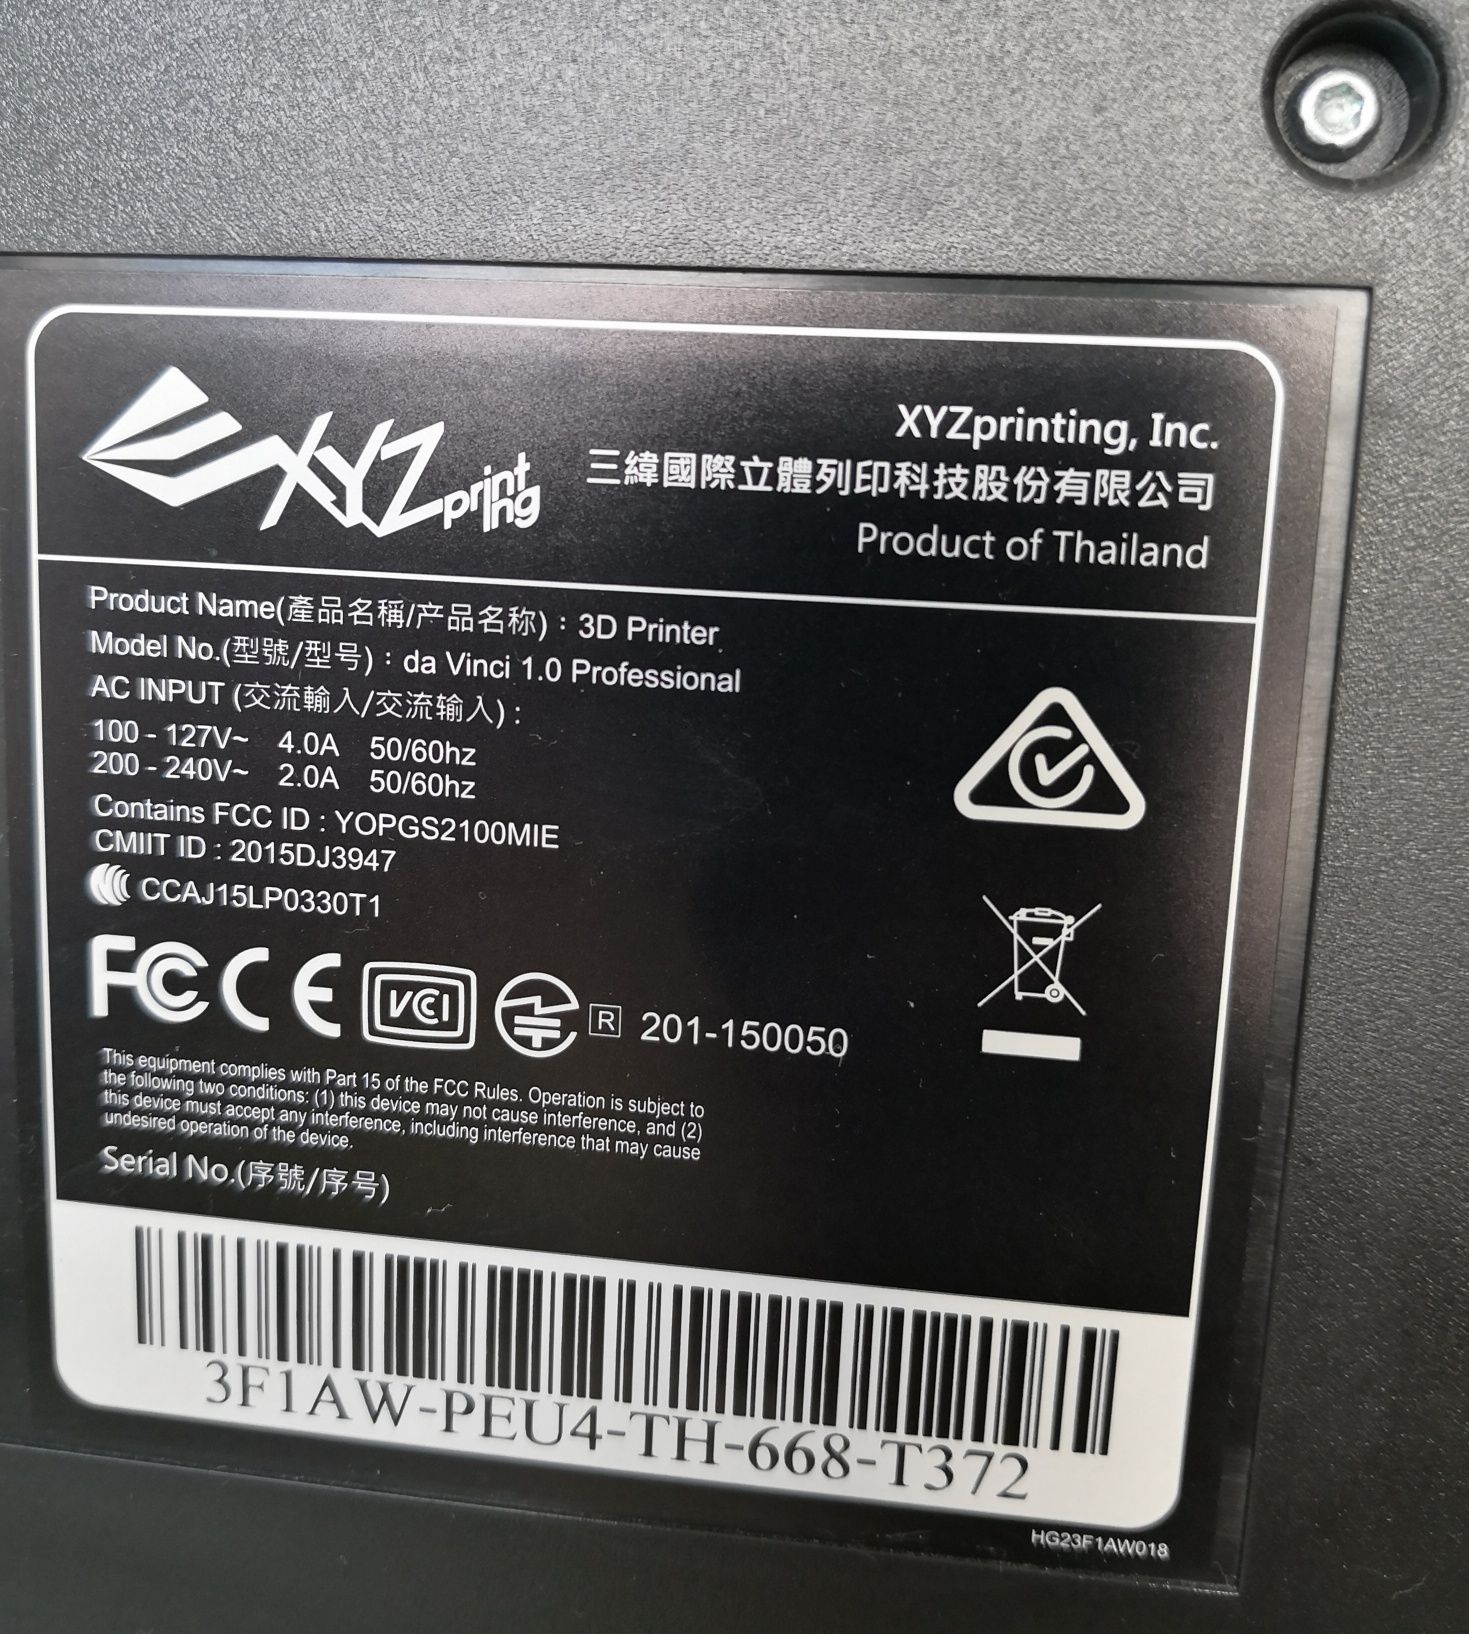 XYZprinting
XYZprinting, Inc.
三緯國際立體列印科技股份有限公司
Product of Thailand
Product Name(產品名稱/产品名称) : 3D Printer
Model No.(型號/型号) : da Vinci 1.0 Professional
AC INPUT (交流輸入/交流输入) :
100 - 127V~ 4.0A 50/60hz
200 - 240V~ 2.0A 50/60hz
Contains FCC ID : YOPGS2100MIE
CMIIT ID : 2015DJ3947
CCAJ15LP0330T1
FC CE VCCI R 201-150050
This equipment complies with Part 15 of the FCC Rules. Operation is subject to
the following two conditions: (1) this device may not cause interference, and (2)
this device must accept any interference, including interference that may cause
undesired operation of the device.
Serial No.(序號/序号)
3F1AW-PEU4-TH-668-T372
HG23F1AW018